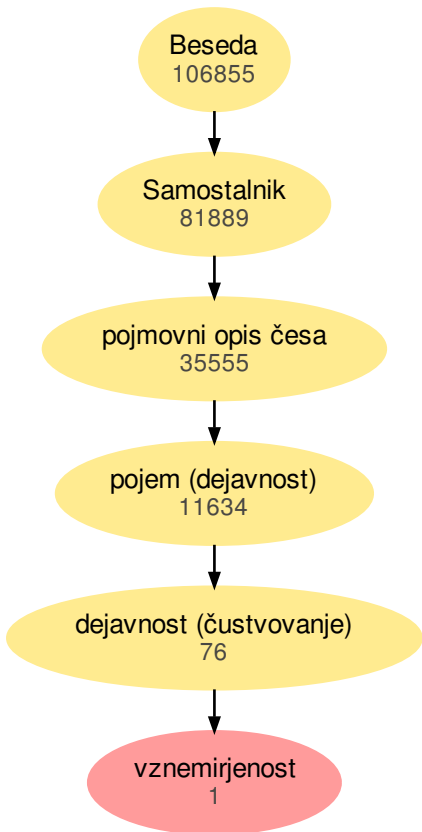 Beseda
106855
Samostalnik
81889
pojmovni opis česa
35555
pojem (dejavnost)
11634
dejavnost (čustvovanje)
76
vznemirjenost
1